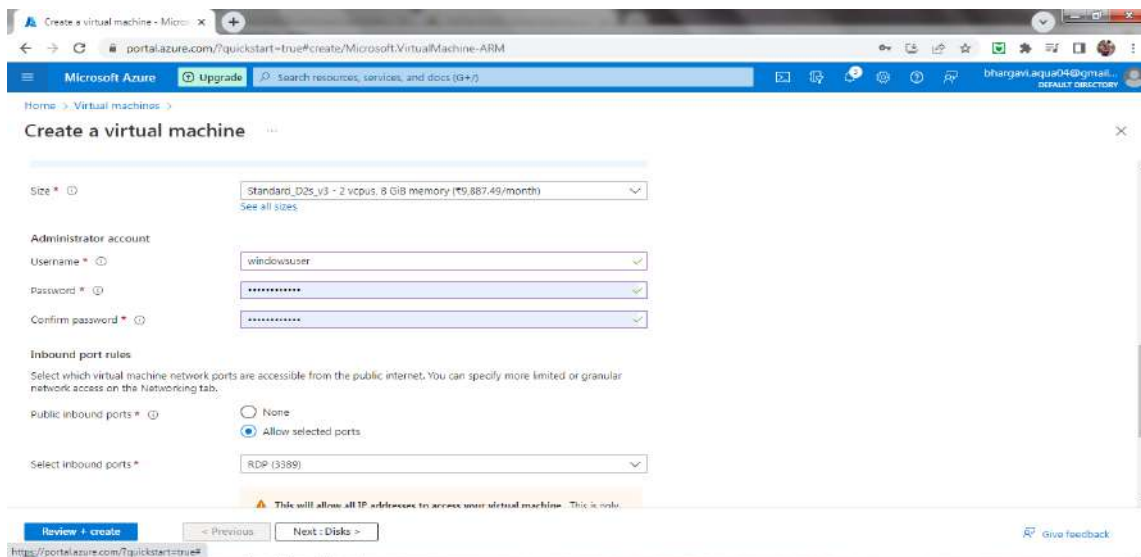 Create a virtual machine - Micro
portal.azure.com/?quickstart=true#create/Microsoft.VirtualMachine-ARM
Microsoft Azure
Upgrade
Search resources, services, and docs (G+/)
bhargavi.aqua04@gmail...
DEFAULT DIRECTORY
Home > Virtual machines >
Create a virtual machine ...
Size *
Standard_D2s_v3 - 2 vcpus, 8 GiB memory (₹9,887.49/month)
See all sizes
Administrator account
Username *
windowsuser
Password *
••••••••••••
Confirm password *
••••••••••••
Inbound port rules
Select which virtual machine network ports are accessible from the public internet. You can specify more limited or granular
network access on the Networking tab.
Public inbound ports *
None
Allow selected ports
Select inbound ports *
RDP (3389)
This will allow all IP addresses to access your virtual machine. This is only
Review + create
< Previous
Next : Disks >
Give feedback
https://portal.azure.com/?quickstart=true#